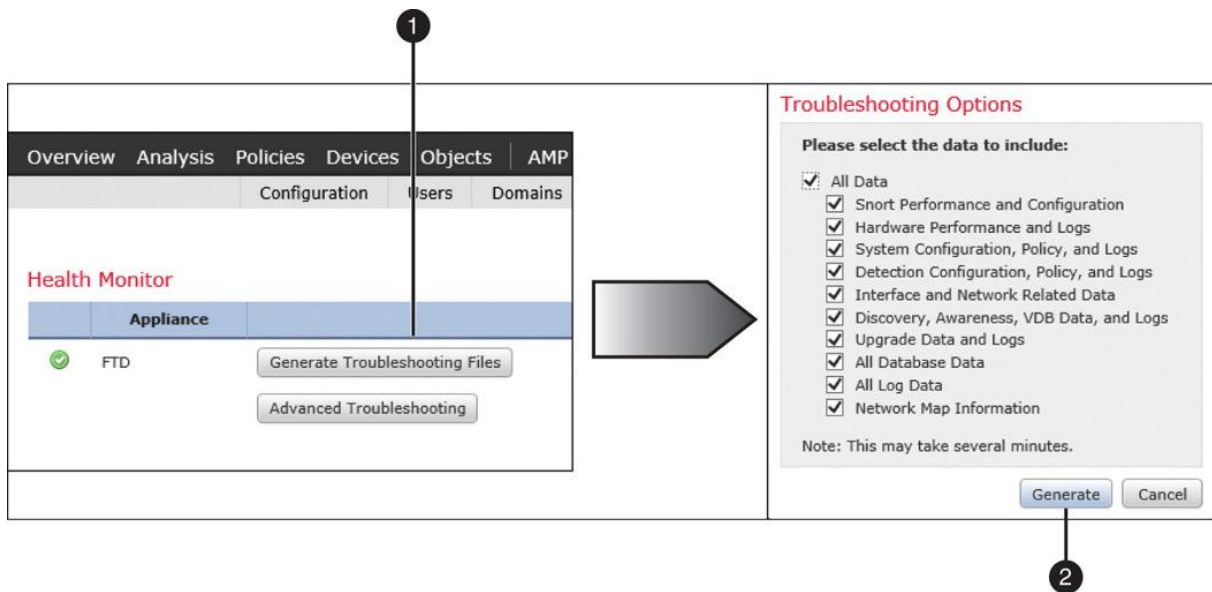 1
Overview Analysis Policies Devices Objects AMP
Configuration Users Domains
Health Monitor
Appliance
FTD
Generate Troubleshooting Files
Advanced Troubleshooting
Troubleshooting Options
Please select the data to include:
All Data
Snort Performance and Configuration
Hardware Performance and Logs
System Configuration, Policy, and Logs
Detection Configuration, Policy, and Logs
Interface and Network Related Data
Discovery, Awareness, VDB Data, and Logs
Upgrade Data and Logs
All Database Data
All Log Data
Network Map Information
Note: This may take several minutes.
Generate Cancel
2